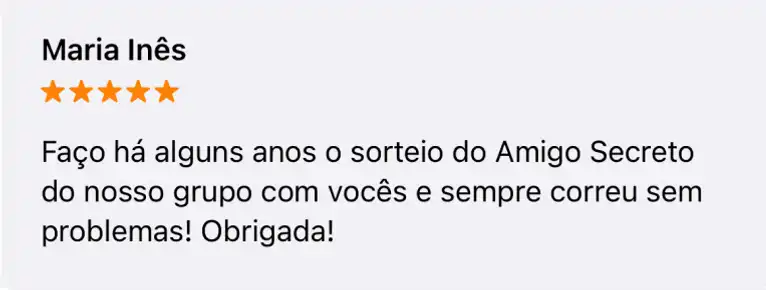 Maria Inês
Faço há alguns anos o sorteio do Amigo Secreto
do nosso grupo com vocês e sempre correu sem
problemas! Obrigada!